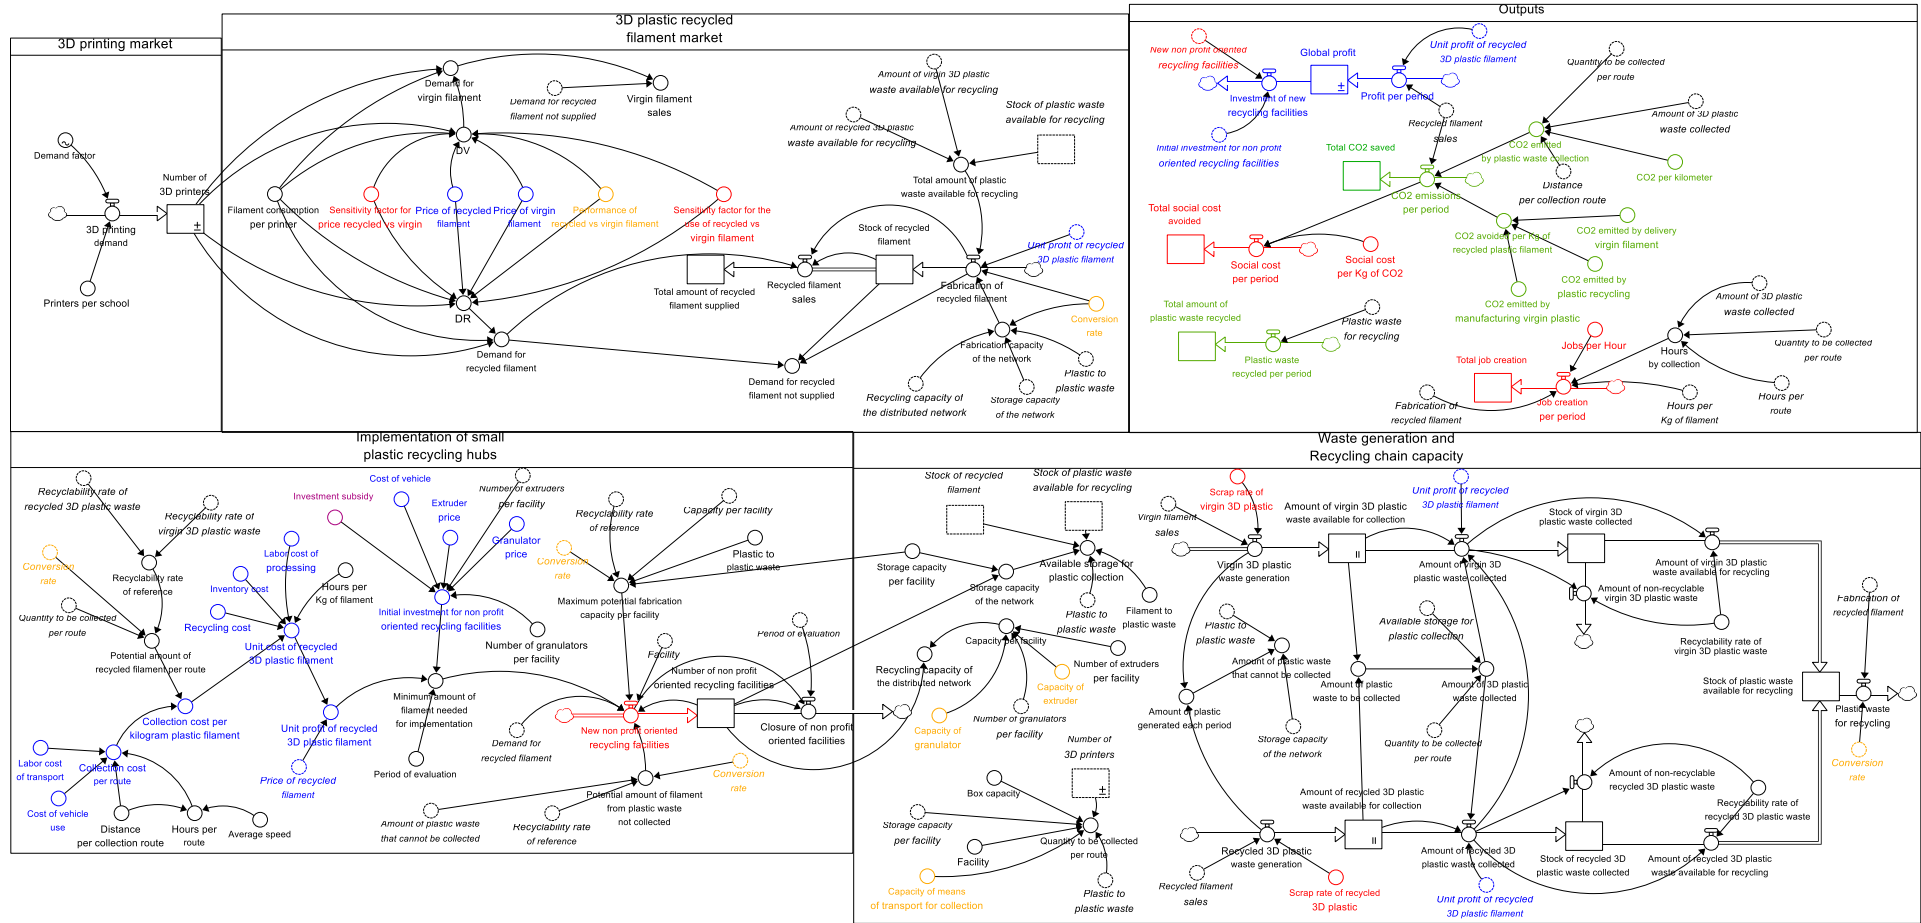 3D printing market
Demand factor
Number of
3D printers
3D printing
demand
Printers per school
3D plastic recycled
filament market
Demand for
virgin filament
Demand for recycled
filament not supplied
Virgin filament
sales
DV
Filament consumption
per printer
Sensitivity factor for
price recycled vs virgin
Price of recycled
filament
Price of virgin
filament
Performance of
recycled vs virgin filament
Sensitivity factor for the
use of recycled vs
virgin filament
DR
Demand for
recycled filament
Amount of virgin 3D plastic
waste available for recycling
Amount of recycled 3D plastic
waste available for recycling
Stock of plastic waste
available for recycling
Total amount of plastic
waste available for recycling
Stock of recycled
filament
Unit profit of recycled
3D plastic filament
Total amount of recycled
filament supplied
Recycled filament
sales
Fabrication of
recycled filament
Conversion
rate
Fabrication capacity
of the network
Demand for recycled
filament not supplied
Plastic to
plastic waste
Recycling capacity of
the distributed network
Storage capacity
of the network
Outputs
New non profit oriented
recycling facilities
Global profit
Unit profit of recycled
3D plastic filament
Investment of new
recycling facilities
Profit per period
Initial investment for non profit
oriented recycling facilities
Recycled filament
sales
Quantity to be collected
per route
Amount of 3D plastic
waste collected
CO2 emitted
by plastic waste collection
CO2 per kilometer
Distance
per collection route
Total CO2 saved
CO2 emissions
per period
CO2 avoided per Kg of
recycled plastic filament
CO2 emitted by delivery
virgin filament
CO2 emitted by
plastic recycling
CO2 emitted by
manufacturing virgin plastic
Total social cost
avoided
Social cost
per period
Social cost
per Kg of CO2
Total amount of
plastic waste recycled
Plastic waste
recycled per period
Plastic waste
for recycling
Jobs per Hour
Total job creation
Job creation
per period
Fabrication of
recycled filament
Hours per
Kg of filament
Hours
by collection
Amount of 3D plastic
waste collected
Quantity to be collected
per route
Hours per
route
Implementation of small
plastic recycling hubs
Recyclability rate of
recycled 3D plastic waste
Recyclability rate of
virgin 3D plastic waste
Conversion
rate
Recyclability rate
of reference
Quantity to be collected
per route
Potential amount of
recycled filament per route
Investment subsidy
Cost of vehicle
Extruder
price
Number of extruders
per facility
Granulator
price
Labor cost of
processing
Inventory cost
Hours per
Kg of filament
Recycling cost
Unit cost of recycled
3D plastic filament
Initial investment for non profit
oriented recycling facilities
Number of granulators
per facility
Collection cost per
kilogram plastic filament
Unit profit of recycled
3D plastic filament
Minimum amount of
filament needed
for implementation
Period of evaluation
Price of recycled
filament
Labor cost
of transport
Collection cost
per route
Cost of vehicle
use
Distance
per collection route
Hours per
route
Average speed
Recyclability rate
of reference
Capacity per facility
Conversion
rate
Plastic to
plastic waste
Maximum potential fabrication
capacity per facility
Facility
Period of evaluation
Number of non profit
oriented recycling facilities
New non profit oriented
recycling facilities
Closure of non profit
oriented facilities
Demand for
recycled filament
Potential amount of filament
from plastic waste
not collected
Conversion
rate
Amount of plastic waste
that cannot be collected
Recyclability rate
of reference
Waste generation and
Recycling chain capacity
Stock of recycled
filament
Stock of plastic waste
available for recycling
Storage capacity
per facility
Available storage for
plastic collection
Storage capacity
of the network
Plastic to
plastic waste
Filament to
plastic waste
Capacity per facility
Recycling capacity of
the distributed network
Number of extruders
per facility
Capacity of
extruder
Capacity of
granulator
Number of granulators
per facility
Number of
3D printers
Box capacity
Storage capacity
per facility
Facility
Quantity to be collected
per route
Capacity of means
of transport for collection
Plastic to
plastic waste
Virgin filament
sales
Scrap rate of
virgin 3D plastic
Virgin 3D plastic
waste generation
Amount of virgin 3D plastic
waste available for collection
Unit profit of recycled
3D plastic filament
Amount of virgin 3D
plastic waste collected
Stock of virgin 3D
plastic waste collected
Amount of virgin 3D plastic
waste available for recycling
Amount of non-recyclable
virgin 3D plastic waste
Recyclability rate of
virgin 3D plastic waste
Plastic to
plastic waste
Amount of plastic waste
that cannot be collected
Available storage for
plastic collection
Amount of plastic
waste to be collected
Amount of 3D plastic
waste collected
Amount of plastic
generated each period
Storage capacity
of the network
Quantity to be collected
per route
Stock of plastic waste
available for recycling
Fabrication of
recycled filament
Plastic waste
for recycling
Conversion
rate
Amount of recycled 3D plastic
waste available for collection
Recycled 3D plastic
waste generation
Recycled filament
sales
Scrap rate of recycled
3D plastic
Amount of recycled 3D
plastic waste collected
Unit profit of recycled
3D plastic filament
Amount of non-recyclable
recycled 3D plastic waste
Recyclability rate of
recycled 3D plastic waste
Stock of recycled 3D
plastic waste collected
Amount of recycled 3D plastic
waste available for recycling